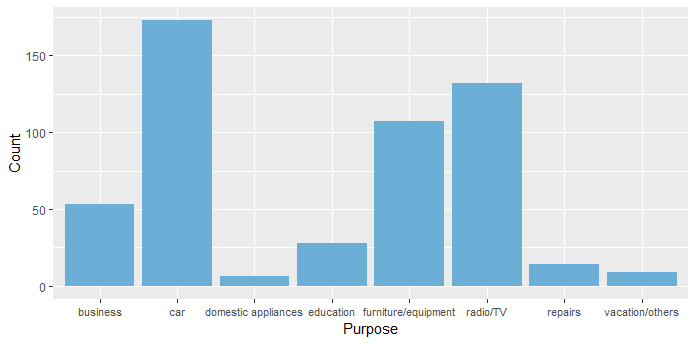 150
100
50
0
Count
business car domestic appliances education furniture/equipment radio/TV repairs vacation/others
Purpose